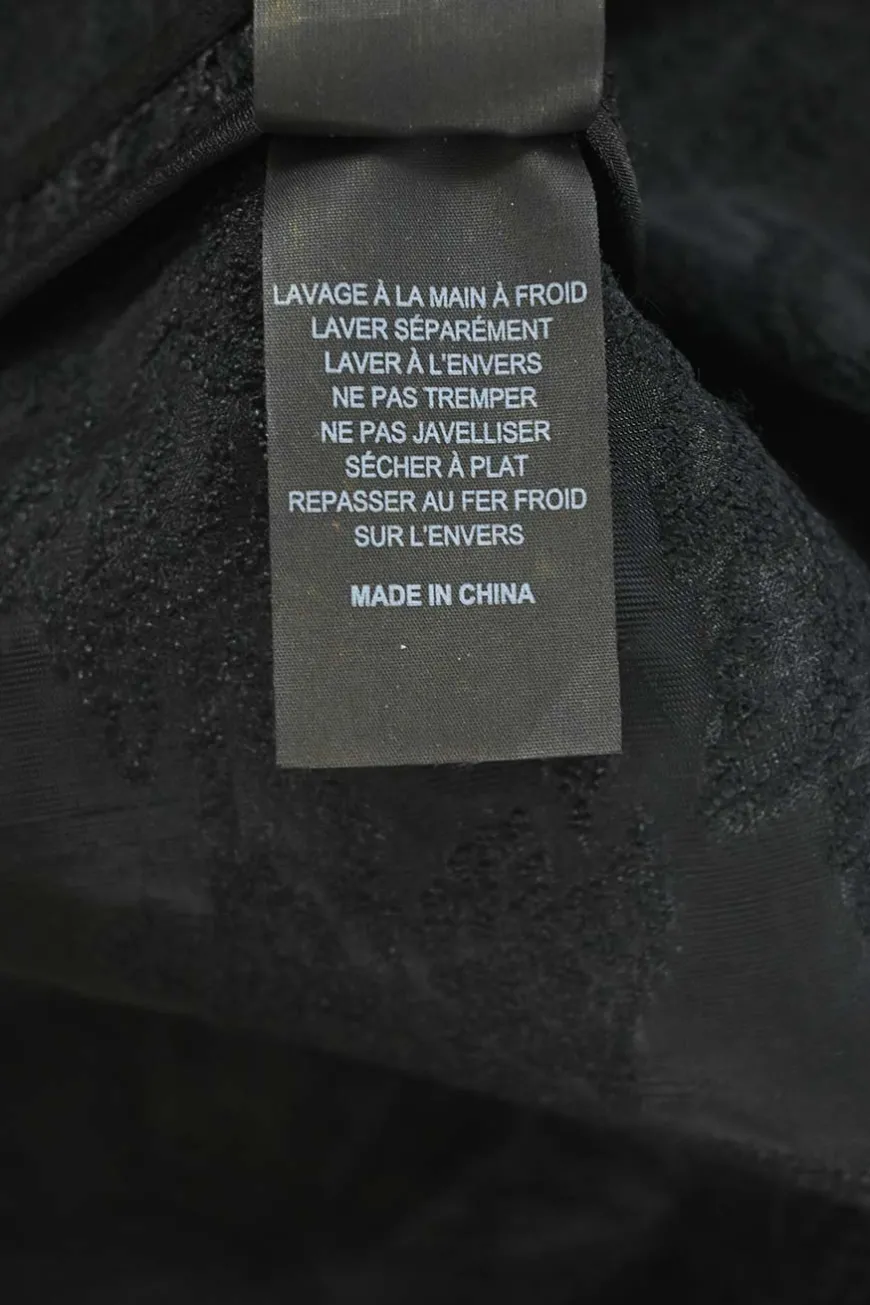 LAVAGE À LA MAIN À FROID
LAVER SÉPARÉMENT
LAVER À L'ENVERS
NE PAS TREMPER
NE PAS JAVELLISER
SÉCHER À PLAT
REPASSER AU FER FROID
SUR L'ENVERS
MADE IN CHINA